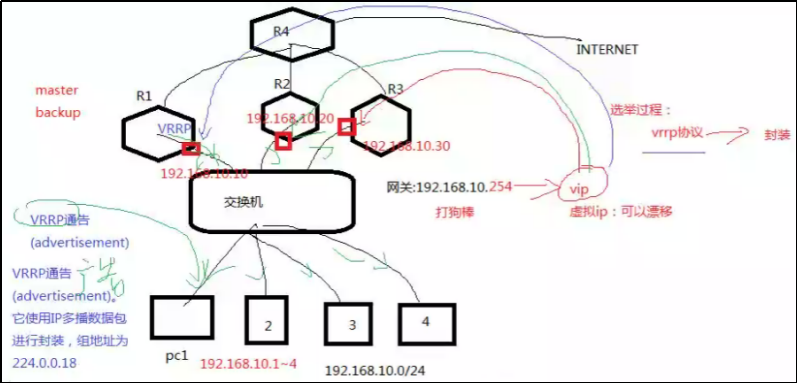 R4
INTERNET
R2
R3
R1
master
backup
VRRP
192.168.10.20
192.168.10.30
192.168.10.10
选举过程：
vrrp协议
封装
网关:192.168.10.254
vip
打狗棒
虚拟ip：可以漂移
交换机
VRRP通告
(advertisement)
VRRP通告
广告
(advertisement)。
它使用IP多播数据包
进行封装，组地址为
224.0.0.18
pc1
2
3
4
192.168.10.1~4
192.168.10.0/24